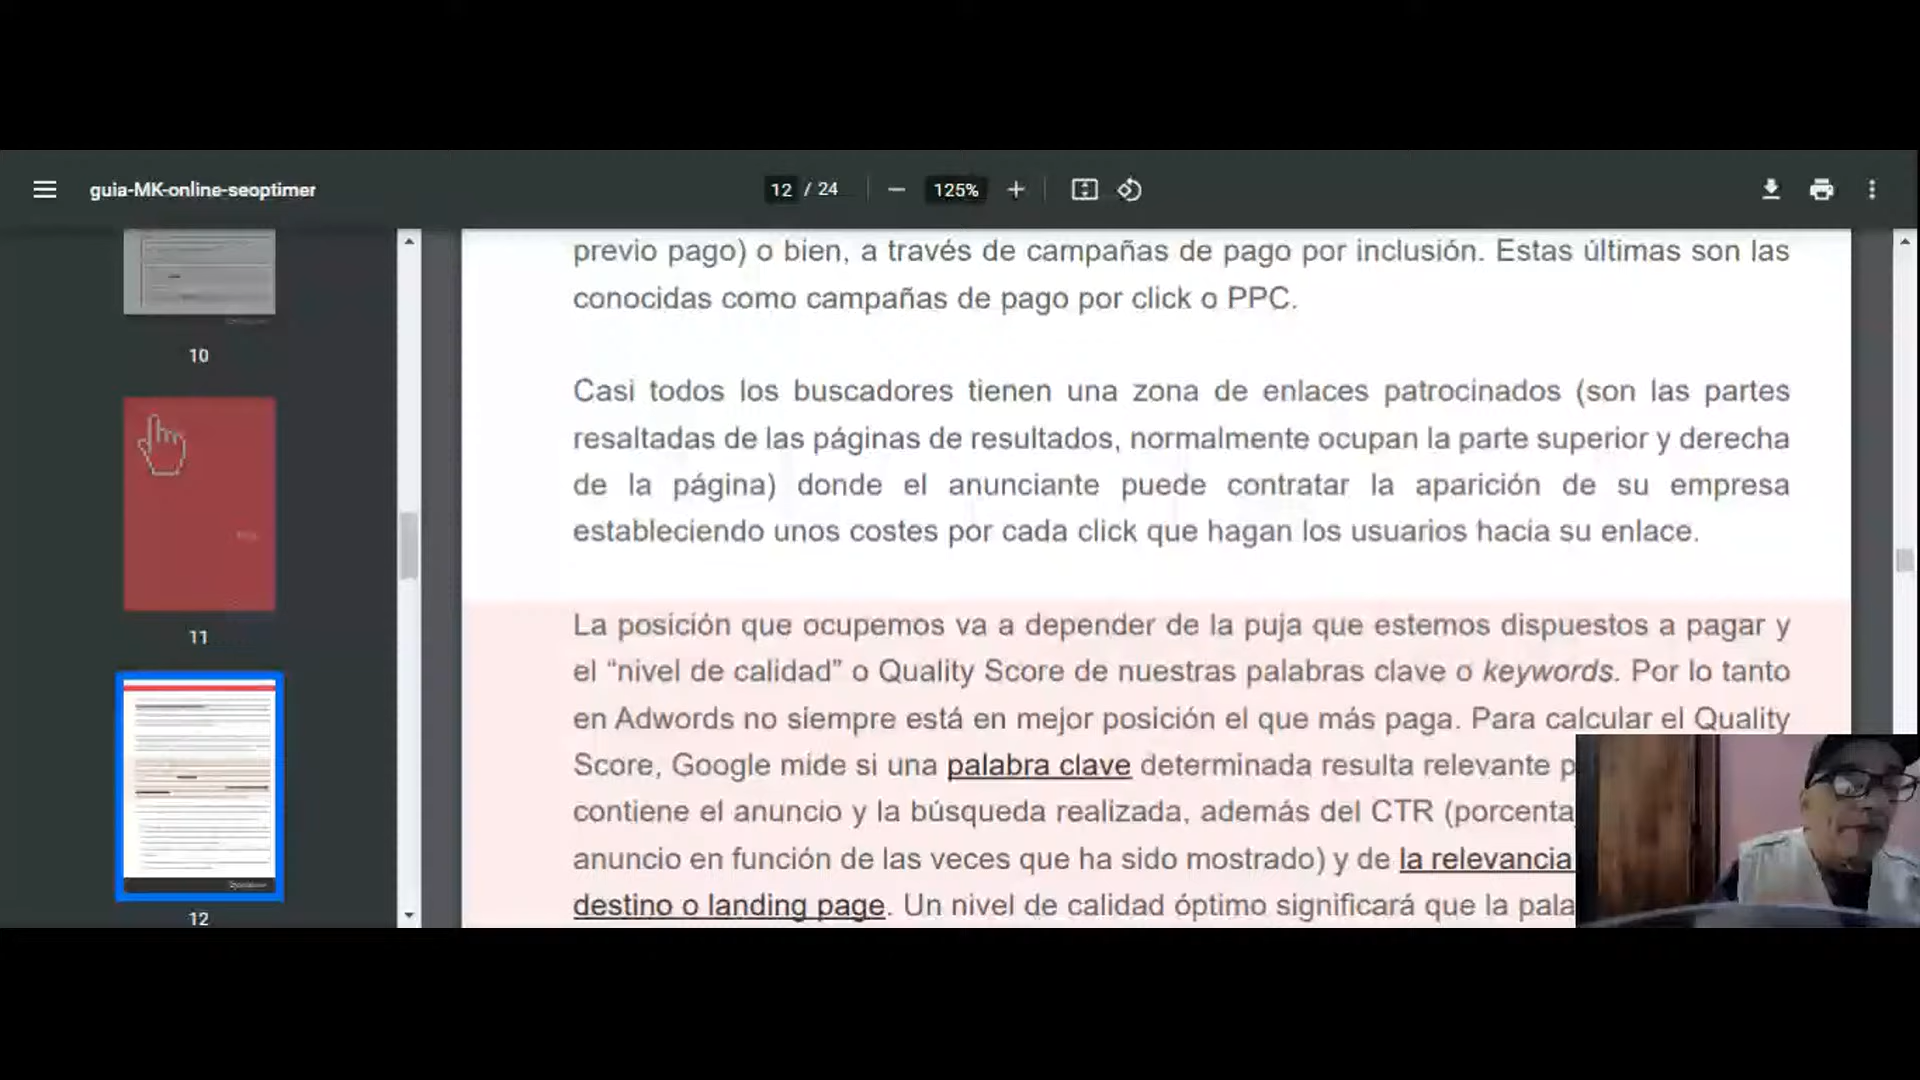 guia-MK-online-seoptimer
12 / 24
125%
10
11
12
previo pago) o bien, a través de campañas de pago por inclusión. Estas últimas son las
conocidas como campañas de pago por click o PPC.
Casi todos los buscadores tienen una zona de enlaces patrocinados (son las partes
resaltadas de las páginas de resultados, normalmente ocupan la parte superior y derecha
de la página) donde el anunciante puede contratar la aparición de su empresa
estableciendo unos costes por cada click que hagan los usuarios hacia su enlace.
La posición que ocupemos va a depender de la puja que estemos dispuestos a pagar y
el “nivel de calidad” o Quality Score de nuestras palabras clave o keywords. Por lo tanto
en Adwords no siempre está en mejor posición el que más paga. Para calcular el Quality
Score, Google mide si una palabra clave determinada resulta relevante
contiene el anuncio y la búsqueda realizada, además del CTR
anuncio en función de las veces que ha sido mostrado) y de la relevancia
destino o landing page. Un nivel de calidad óptimo significará que la